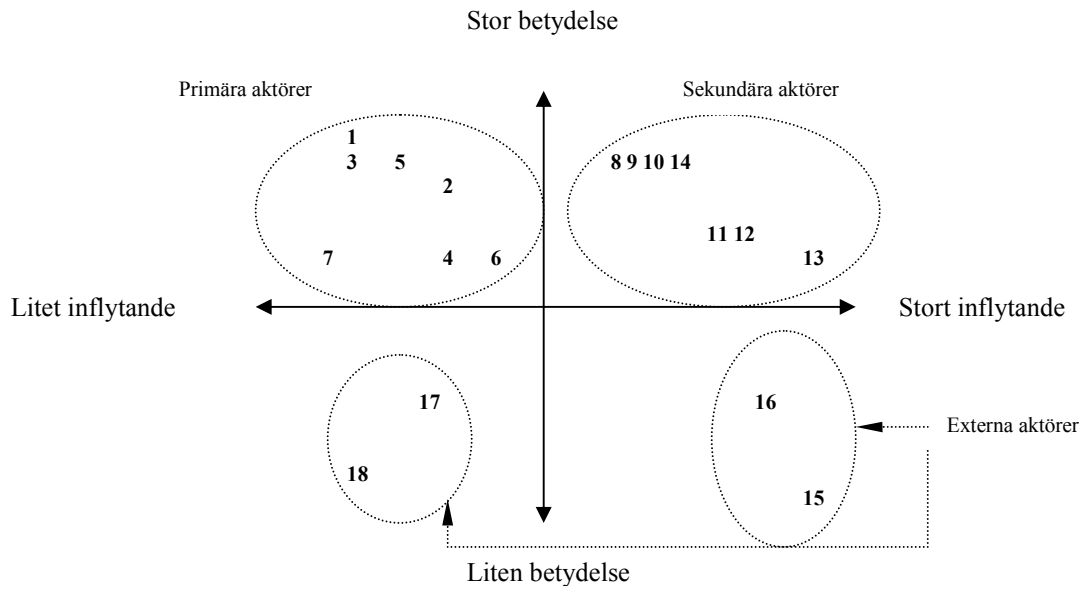 Stor betydelse
Primära aktörer
Sekundära aktörer
1
3 5
2
8 9 10 14
11 12
7 4 6
13
Litet inflytande
Stort inflytande
17
18
16
15
Externa aktörer
Liten betydelse